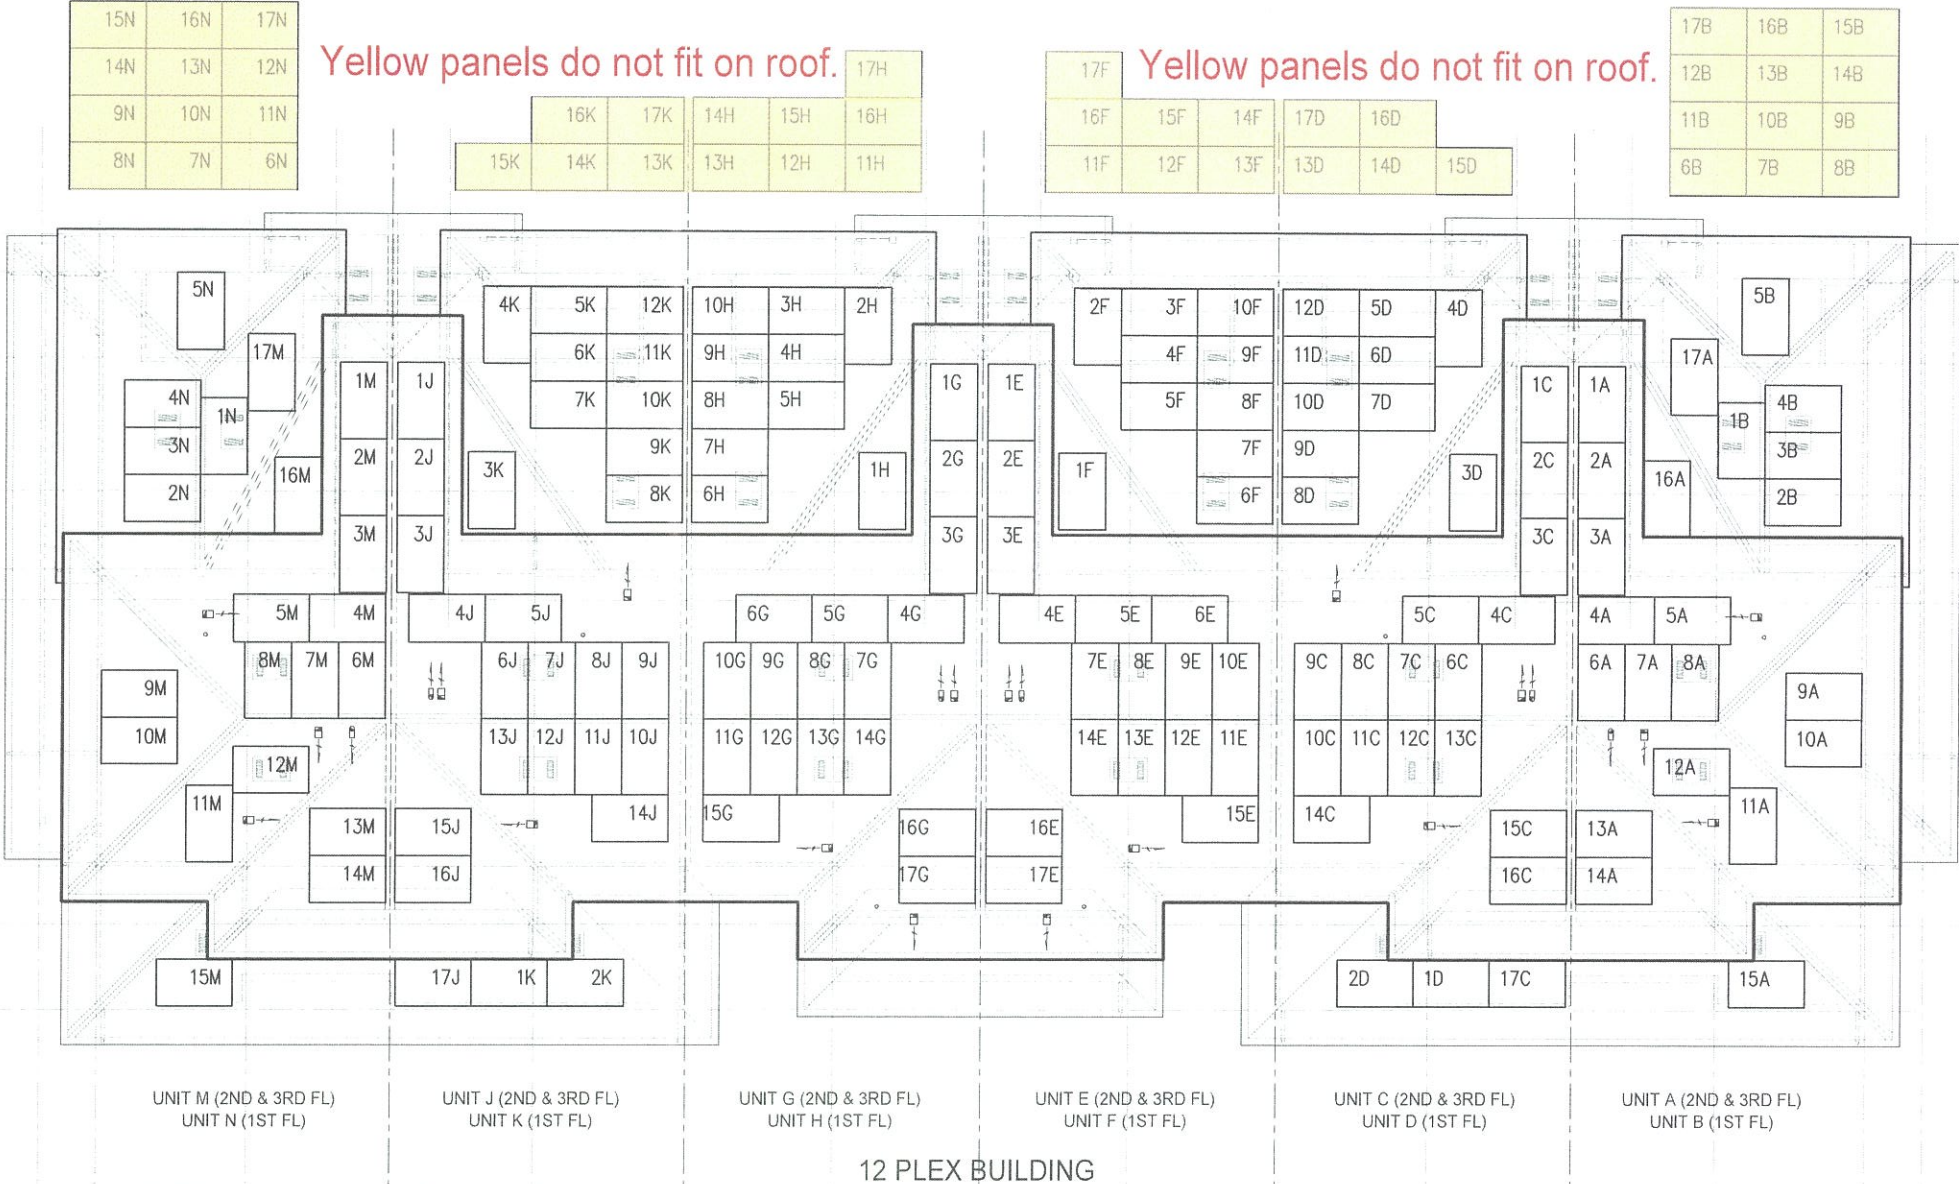 15N 16N 17N
17B 16B 15B
Yellow panels do not fit on roof.
17H
17F
Yellow panels do not fit on roof.
14N 13N 12N
12B 13B 14B
9N 10N 11N
16K 17K 14H 15H 16H
16F 15F 14F 17D 16D
11B 10B 9B
8N 7N 6N
15K 14K 13K 13H 12H 11H
11F 12F 13F 13D 14D 15D
6B 7B 8B
5N
4K 5K 12K 10H 3H 2H
2F 3F 10F 12D 5D 4D
5B
17M
6K 11K 9H 4H
4F 9F 11D 6D
17A
1M 1J
1G 1E
1C 1A
4N 1N
7K 10K 8H 5H
5F 8F 10D 7D
1B 4B
3N
9K 7H
7F 9D
3B
16M 2M 2J 3K
1H 2G 2E 1F
3D 2C 2A 16A
2N
8K 6H
6F 8D
2B
3M 3J
3G 3E
3C 3A
5M 4M 4J 5J
6G 5G 4G 4E 5E 6E
5C 4C 4A 5A
8M 7M 6M
6J 7J 8J 9J
10G 9G 8G 7G
7E 8E 9E 10E
9C 8C 7C 6C
6A 7A 8A
9M
9A
10M
13J 12J 11J 10J
11G 12G 13G 14G
14E 13E 12E 11E
10C 11C 12C 13C
10A
12M
12A
11M
11A
13M 15J 14J
15G 16G 16E 15E
14C 15C 13A
14M 16J
17G 17E
16C 14A
15M 17J 1K 2K
2D 1D 17C 15A
UNIT M (2ND & 3RD FL)
UNIT N (1ST FL)
UNIT J (2ND & 3RD FL)
UNIT K (1ST FL)
UNIT G (2ND & 3RD FL)
UNIT H (1ST FL)
UNIT E (2ND & 3RD FL)
UNIT F (1ST FL)
UNIT C (2ND & 3RD FL)
UNIT D (1ST FL)
UNIT A (2ND & 3RD FL)
UNIT B (1ST FL)
12 PLEX BUILDING